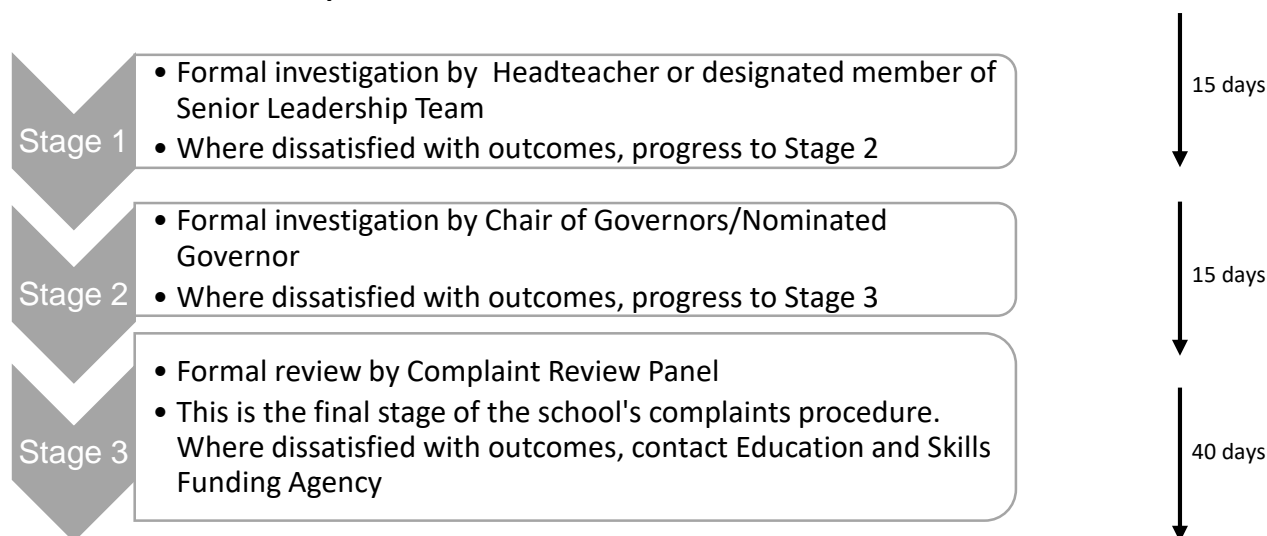 Stage 1
• Formal investigation by  Headteacher or designated member of
Senior Leadership Team
• Where dissatisfied with outcomes, progress to Stage 2
15 days
Stage 2
• Formal investigation by Chair of Governors/Nominated
Governor
• Where dissatisfied with outcomes, progress to Stage 3
15 days
Stage 3
• Formal review by Complaint Review Panel
• This is the final stage of the school's complaints procedure.
Where dissatisfied with outcomes, contact Education and Skills
Funding Agency
40 days